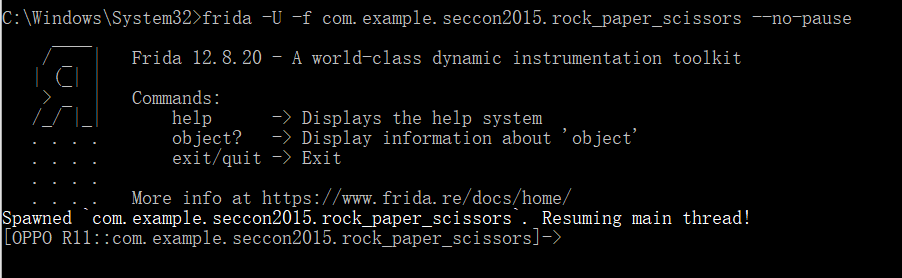 C:\Windows\System32>frida -U -f com.example.seccon2015.rock_paper_scissors --no-pause
     ____
    / _  |   Frida 12.8.20 - A world-class dynamic instrumentation toolkit
   | (_| |
    > _  |   Commands:
   /_/ |_|       help      -> Displays the help system
   . . . .       object?   -> Display information about 'object'
   . . . .       exit/quit -> Exit
   . . . .
   . . . .   More info at https://www.frida.re/docs/home/
Spawned `com.example.seccon2015.rock_paper_scissors`. Resuming main thread!
[OPPO R11::com.example.seccon2015.rock_paper_scissors]->